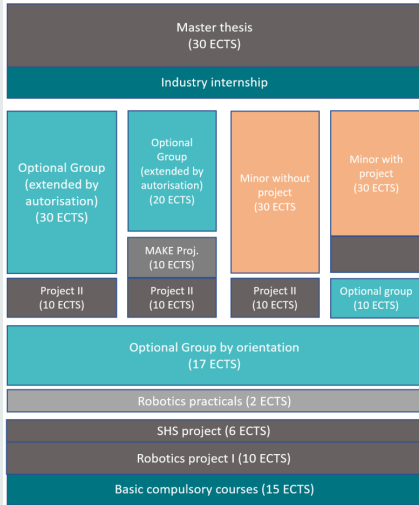 Master thesis
(30 ECTS)
Industry internship
Optional Group
(extended by
autorisation)
(30 ECTS)
Optional
Group
(extended by
autorisation)
(20 ECTS)
MAKE Proj.
(10 ECTS)
Minor without
project
(30 ECTS
Minor with
project
(30 ECTS)
Project II
(10 ECTS)
Project II
(10 ECTS)
Project II
(10 ECTS)
Optional group
(10 ECTS)
Optional Group by orientation
(17 ECTS)
Robotics practicals (2 ECTS)
SHS project (6 ECTS)
Robotics project I (10 ECTS)
Basic compulsory courses (15 ECTS)